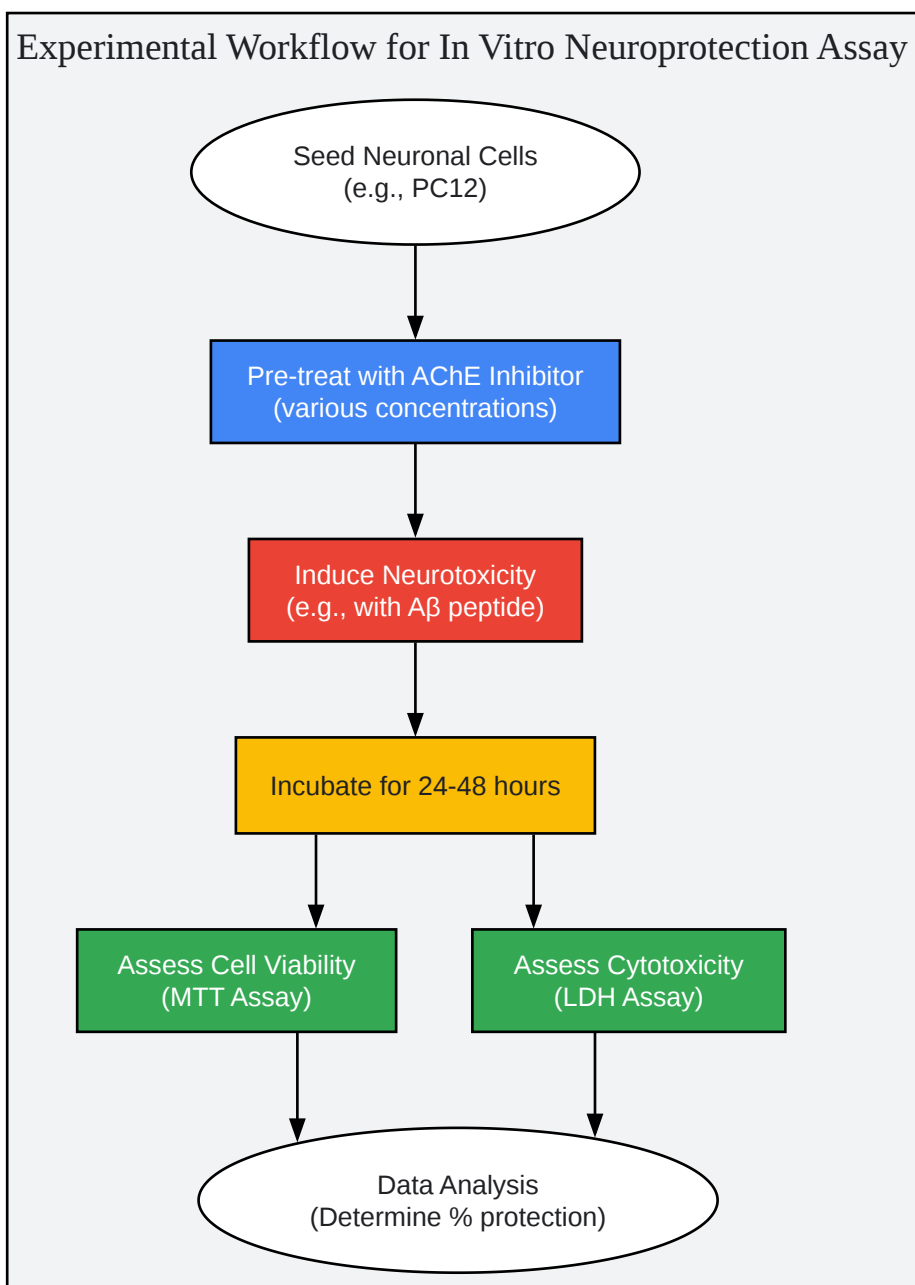 Experimental Workflow for In Vitro Neuroprotection Assay
Seed Neuronal Cells
(e.g., PC12)
Pre-treat with AChE Inhibitor
(various concentrations)
Induce Neurotoxicity
(e.g., with Aβ peptide)
Incubate for 24-48 hours
Assess Cell Viability
(MTT Assay)
Assess Cytotoxicity
(LDH Assay)
Data Analysis
(Determine % protection)